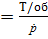 = Т/об
ṗ